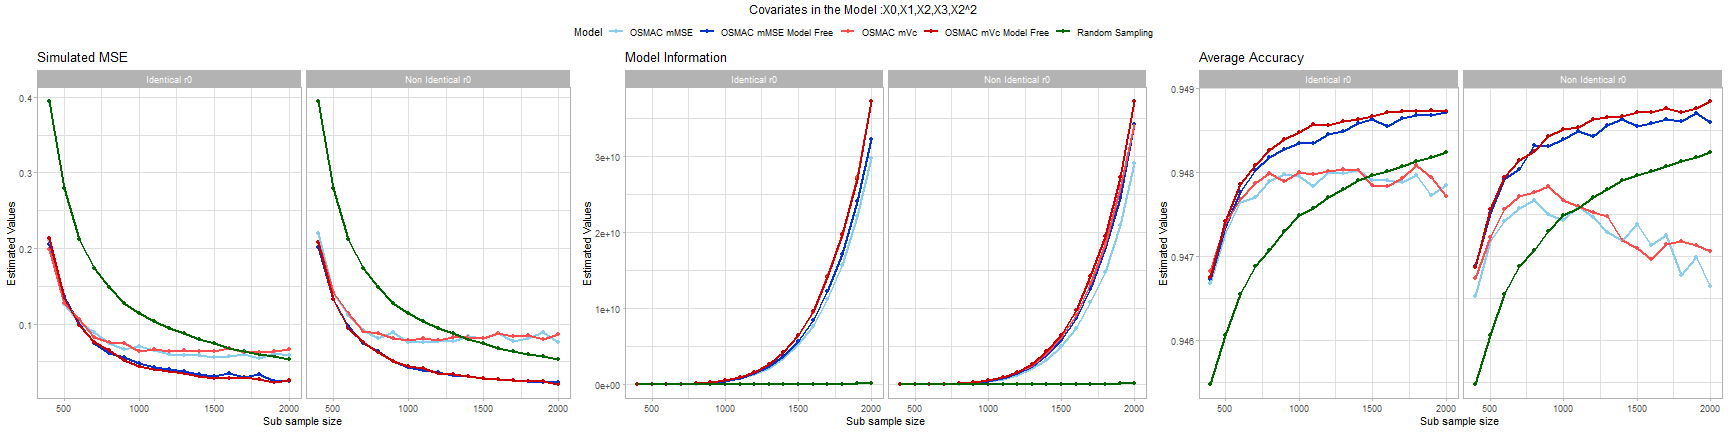 Covariates in the Model :X0,X1,X2,X3,X2^2
Model OSMAC mMSE OSMAC mMSE Model Free OSMAC mVc OSMAC mVc Model Free Random Sampling
Simulated MSE
Identical r0 Non Identical r0
Estimated Values
0.4
0.3
0.2
0.1
500 1000 1500 2000 500 1000 1500 2000
Sub sample size
Model Information
Identical r0 Non Identical r0
Estimated Values
3e+10
2e+10
1e+10
0e+00
500 1000 1500 2000 500 1000 1500 2000
Sub sample size
Average Accuracy
Identical r0 Non Identical r0
Estimated Values
0.949
0.948
0.947
0.946
500 1000 1500 2000 500 1000 1500 2000
Sub sample size